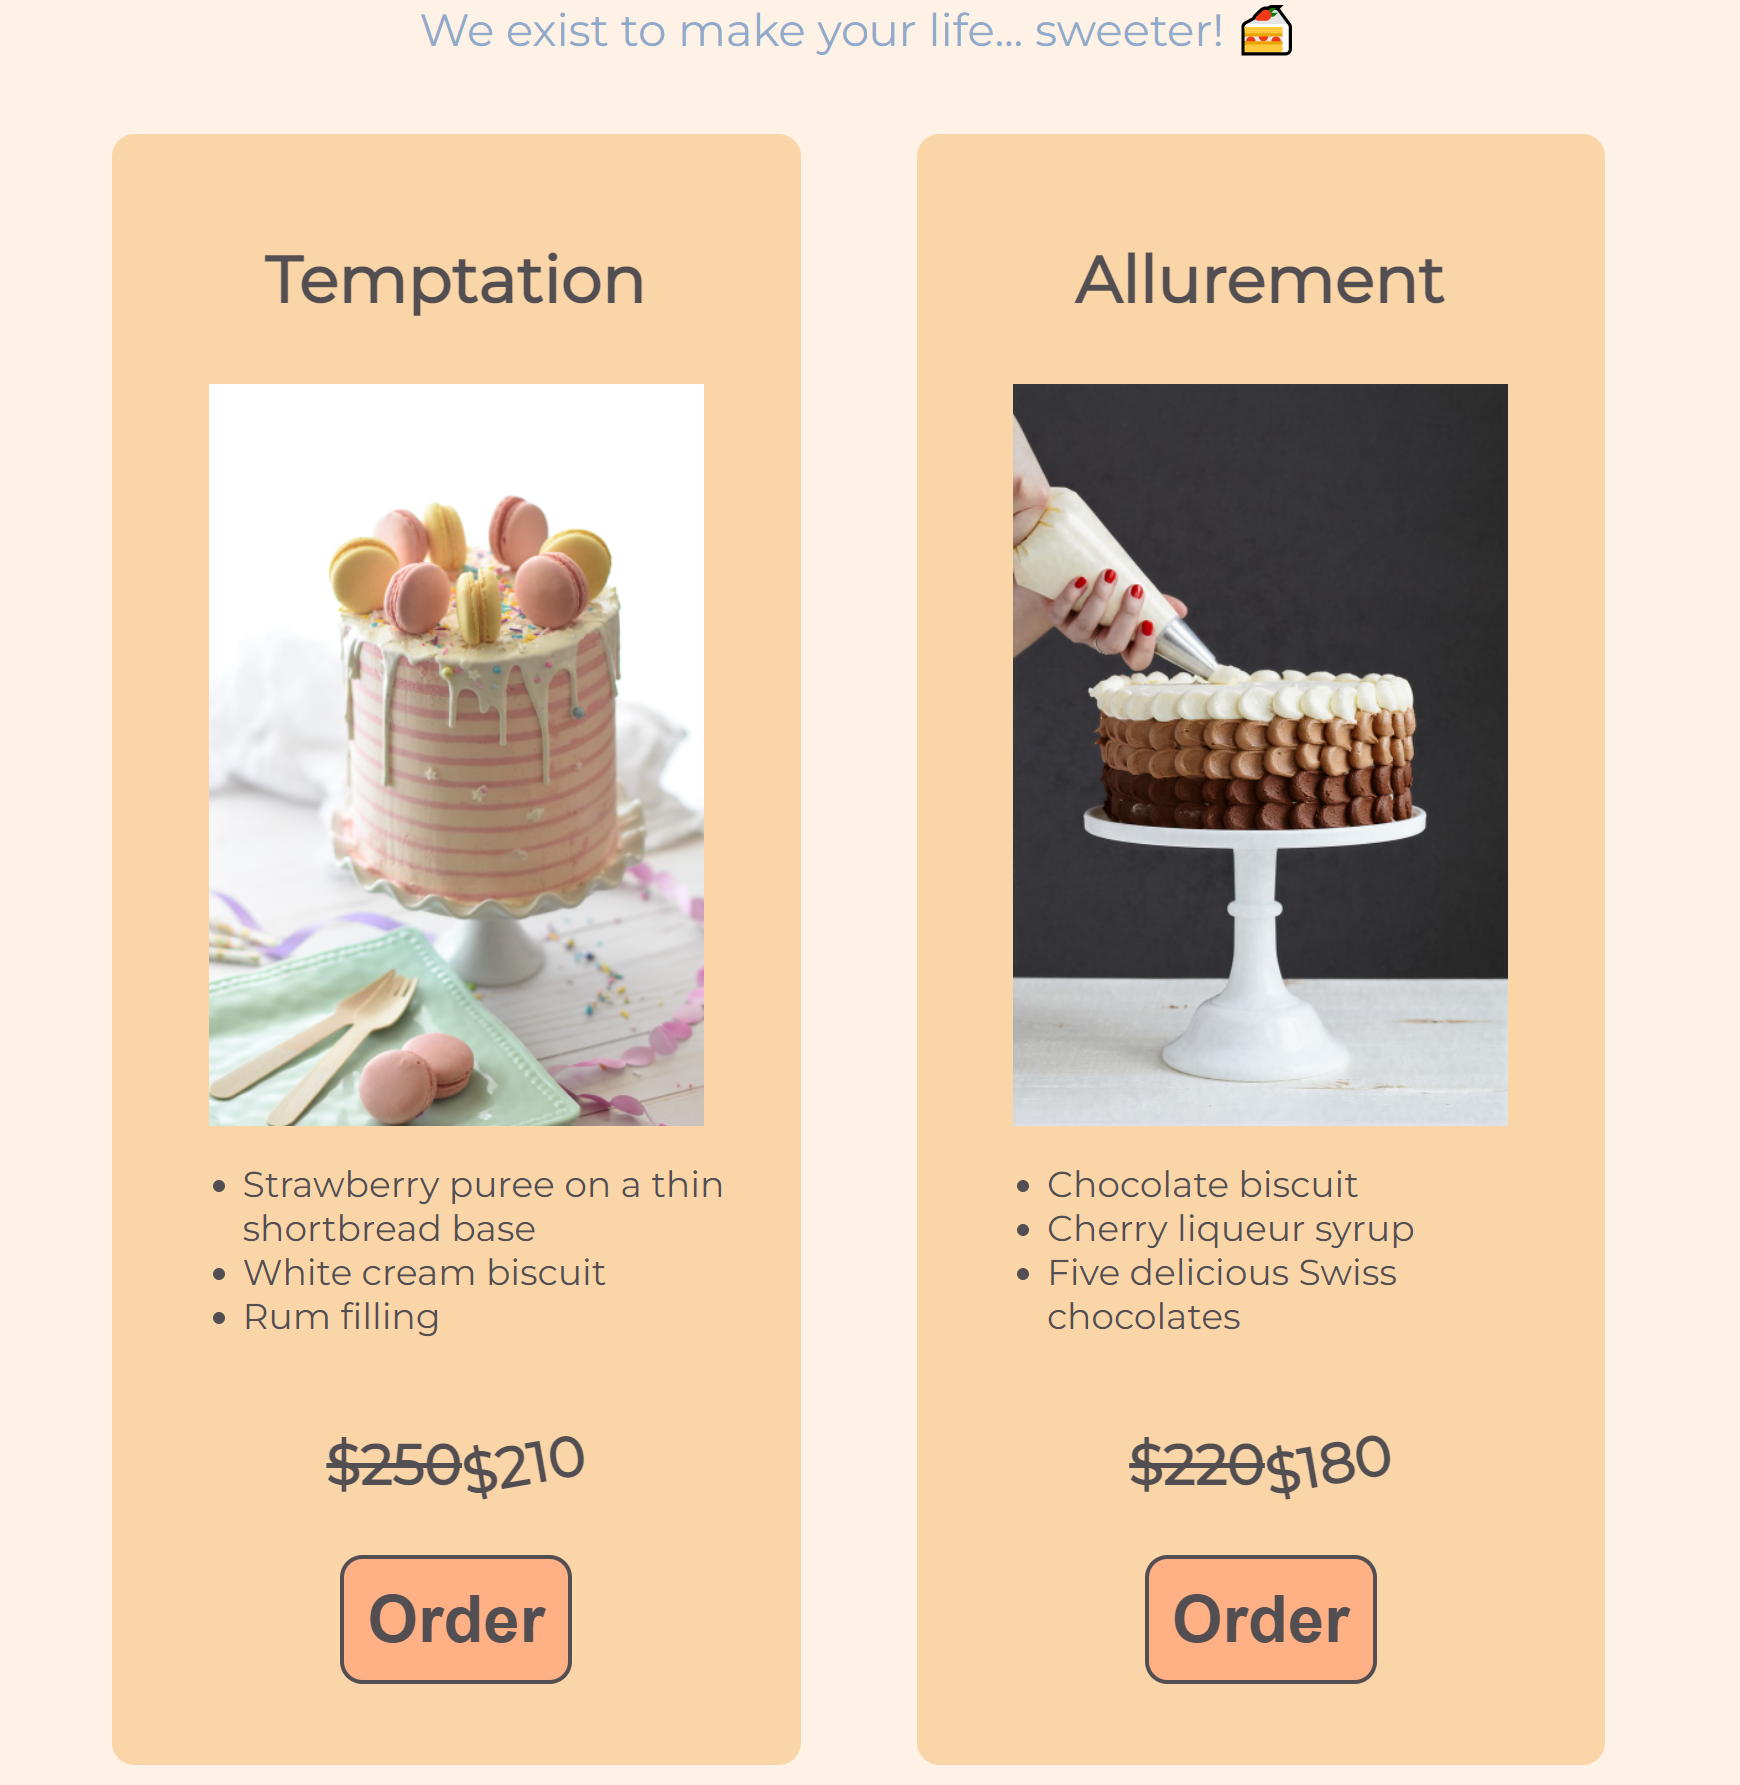 We exist to make your life... sweeter! 🍰
Temptation
• Strawberry puree on a thin
shortbread base
• White cream biscuit
• Rum filling
$250$210
Order
Allurement
• Chocolate biscuit
• Cherry liqueur syrup
• Five delicious Swiss
chocolates
$220$180
Order